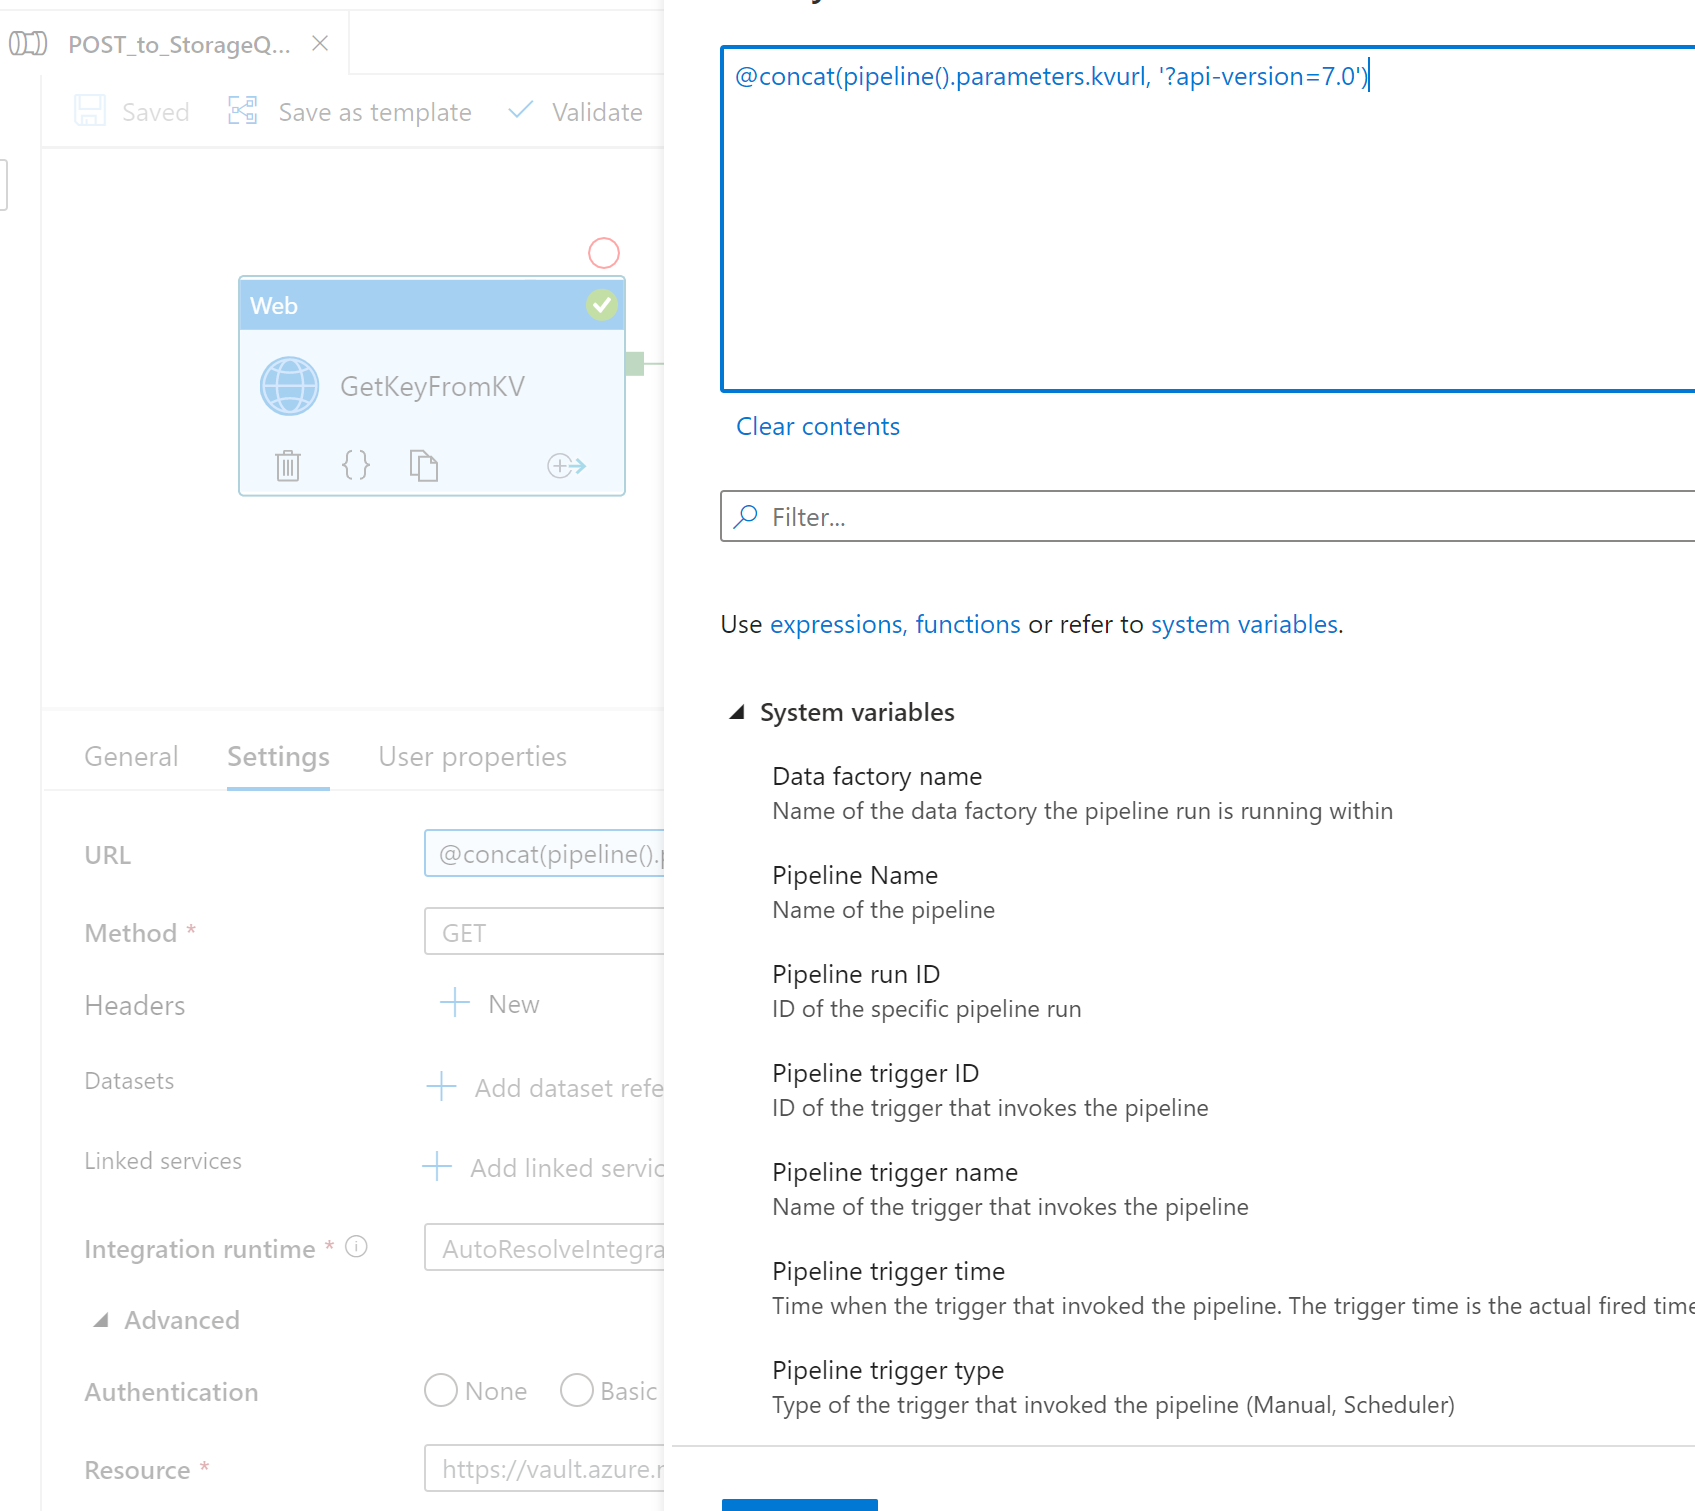 POST_to_StorageQ...
Saved
Save as template
Validate
Web
GetKeyFromKV
General
Settings
User properties
URL
@concat(pipeline().
Method *
GET
Headers
New
Datasets
Add dataset refe
Linked services
Add linked servic
Integration runtime *
AutoResolveIntegra
Advanced
Authentication
None
Basic
Resource *
https://vault.azure.
@concat(pipeline().parameters.kvurl, '?api-version=7.0')
Clear contents
Filter...
Use expressions, functions or refer to system variables.
System variables
Data factory name
Name of the data factory the pipeline run is running within
Pipeline Name
Name of the pipeline
Pipeline run ID
ID of the specific pipeline run
Pipeline trigger ID
ID of the trigger that invokes the pipeline
Pipeline trigger name
Name of the trigger that invokes the pipeline
Pipeline trigger time
Time when the trigger that invoked the pipeline. The trigger time is the actual fired time
Pipeline trigger type
Type of the trigger that invoked the pipeline (Manual, Scheduler)